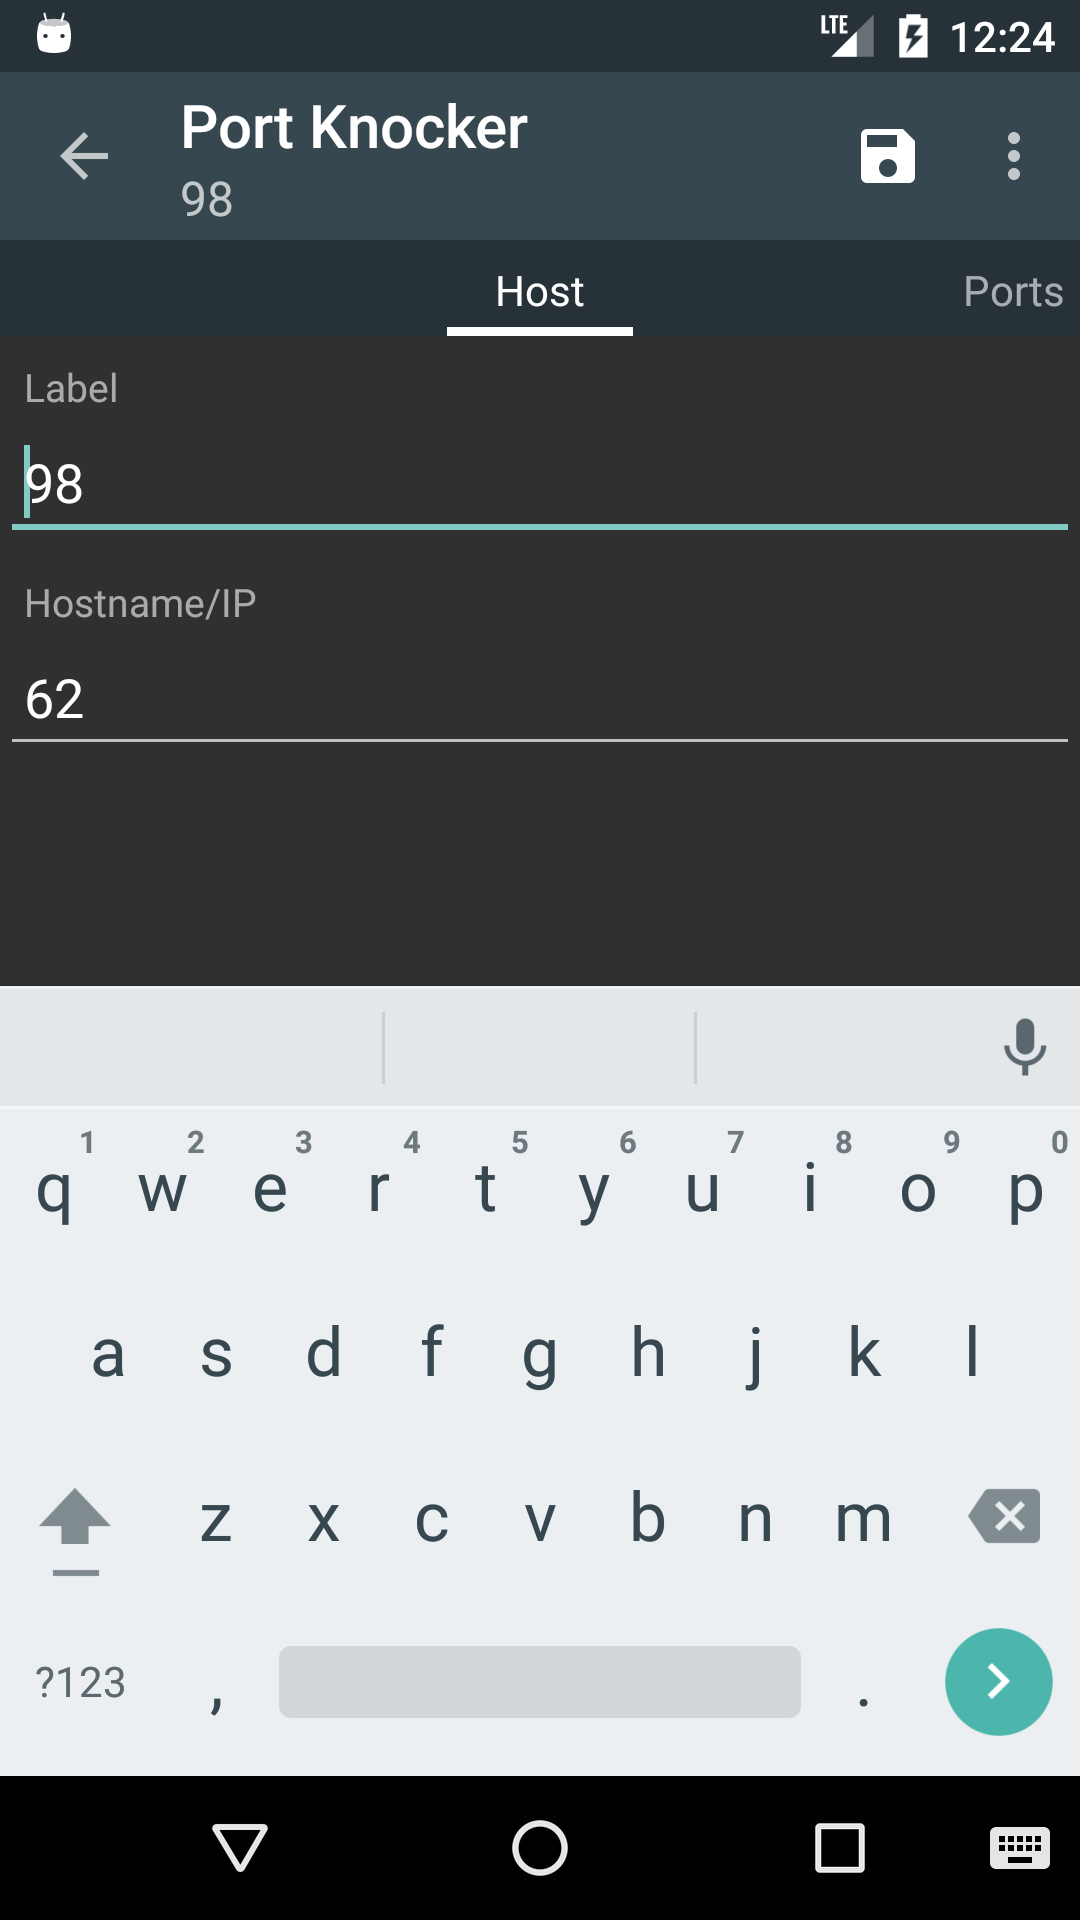 LTE 12:24
Port Knocker
98
Host Ports
Label
98
Hostname/IP
62
1 2 3 4 5 6 7 8 9 0
q w e r t y u i o p
a s d f g h j k l
z x c v b n m
?123 , .